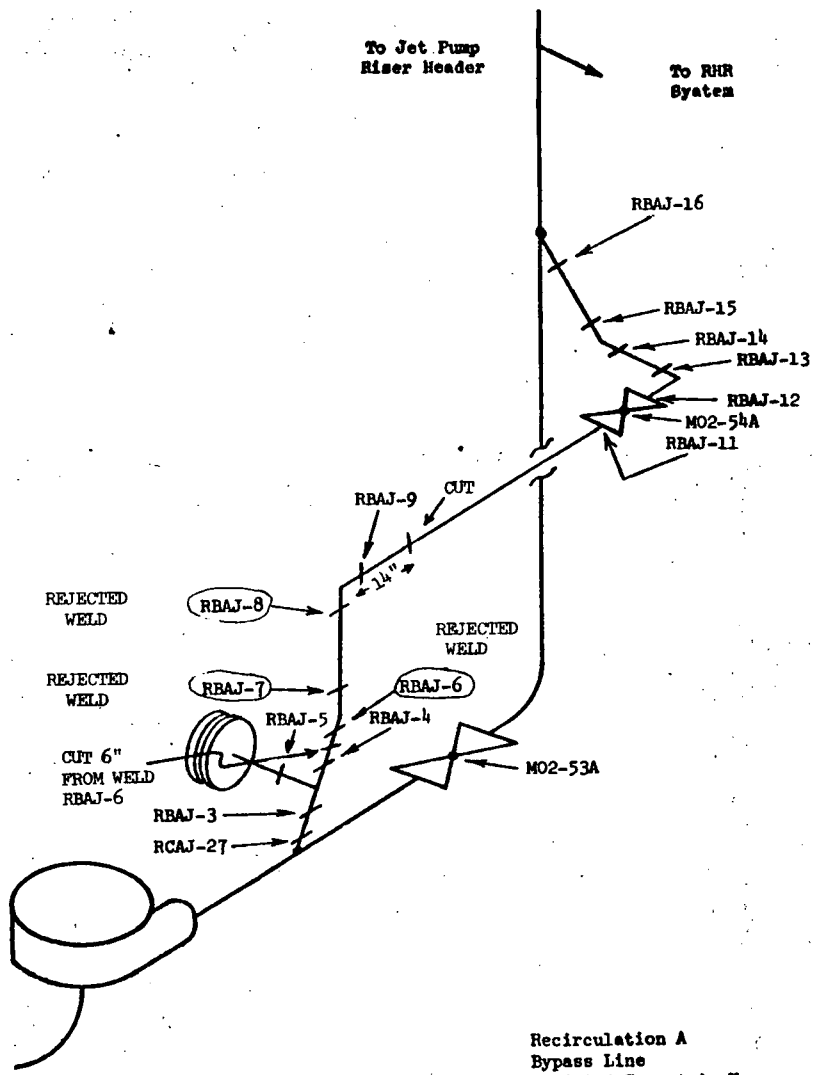 To Jet Pump
Riser Header
To RHR
System
RBAJ-16
RBAJ-15
RBAJ-14
RBAJ-13
RBAJ-12
MO2-54A
RBAJ-11
CUT
RBAJ-9
14"
REJECTED
WELD
RBAJ-8
REJECTED
WELD
REJECTED
WELD
RBAJ-7
RBAJ-6
RBAJ-5
RBAJ-4
CUT 6"
FROM WELD
RBAJ-6
MO2-53A
RBAJ-3
RCAJ-27
Recirculation A
Bypass Line